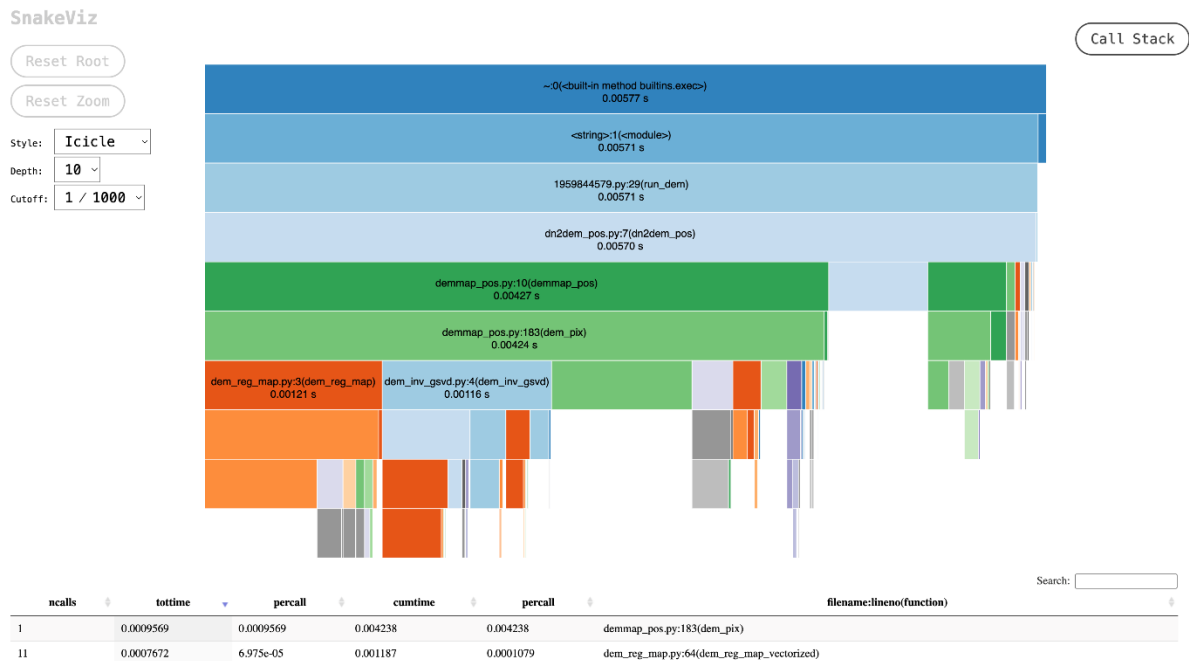 SnakeViz
Call Stack
Reset Root
Reset Zoom
Style: Icicle
Depth: 10
Cutoff: 1 / 1000
~:0(<built-in method builtins.exec>)
0.00577 s
<string>:1(<module>)
0.00571 s
1959844579.py:29(run_dem)
0.00571 s
dn2dem_pos.py:7(dn2dem_pos)
0.00570 s
demmap_pos.py:10(demmap_pos)
0.00427 s
demmap_pos.py:183(dem_pix)
0.00424 s
dem_reg_map.py:3(dem_reg_map)
0.00121 s
dem_inv_gsvd.py:4(dem_inv_gsvd)
0.00116 s
Search:
ncalls tottime percall cumtime percall filename:lineno(function)
1 0.0009569 0.0009569 0.004238 0.004238 demmap_pos.py:183(dem_pix)
11 0.0007672 6.975e-05 0.001187 0.0001079 dem_reg_map.py:64(dem_reg_map_vectorized)